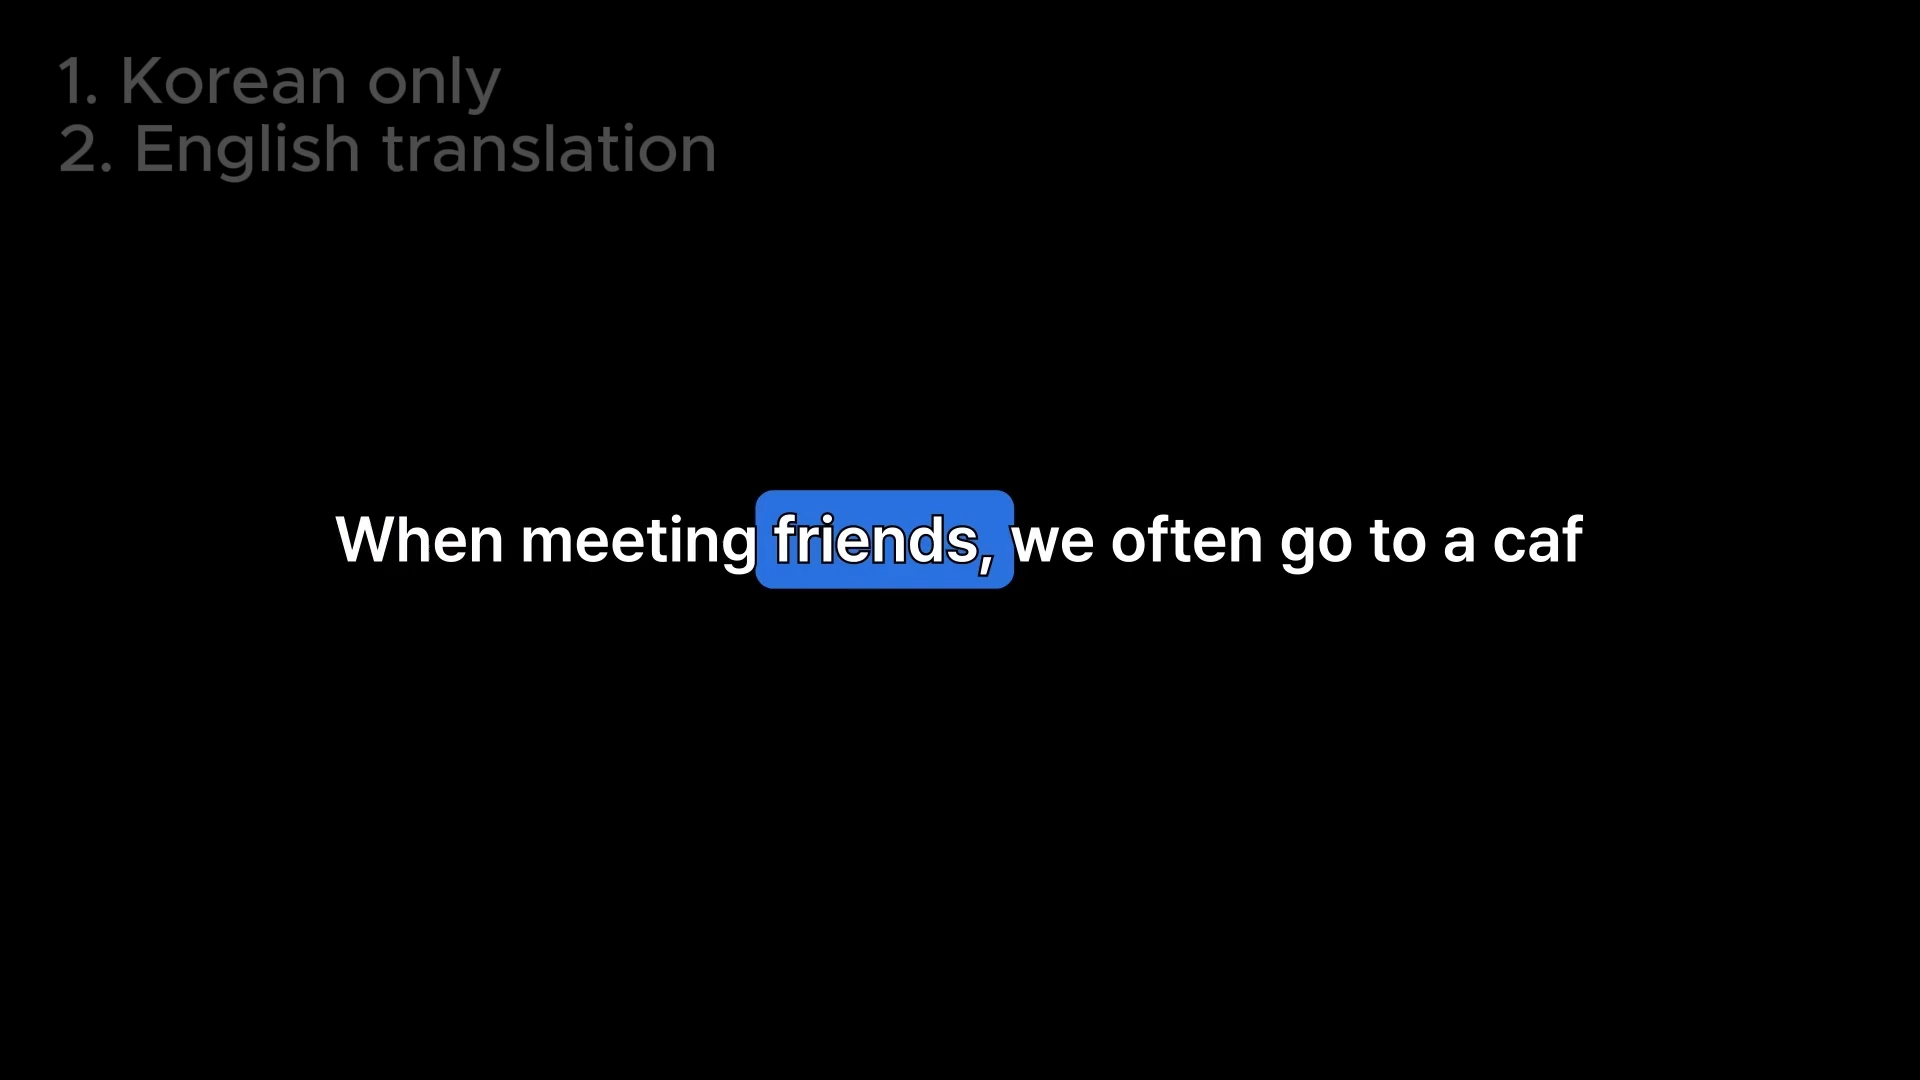 1. Korean only
2. English translation
When meeting friends, we often go to a caf